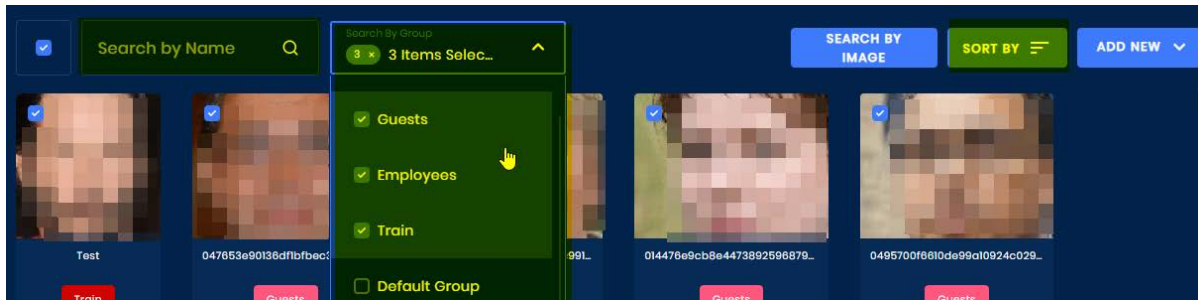 Search by Name
Search By Group
3 × 3 Items Selec...
SEARCH BY
IMAGE
SORT BY
ADD NEW
Guests
Employees
Train
Default Group
Test
047653e90136df1bfbec3
991...
014476e9cb8e4473892596879...
0495700f6610de99a10924c029...
Train
Guests
Guests
Guests